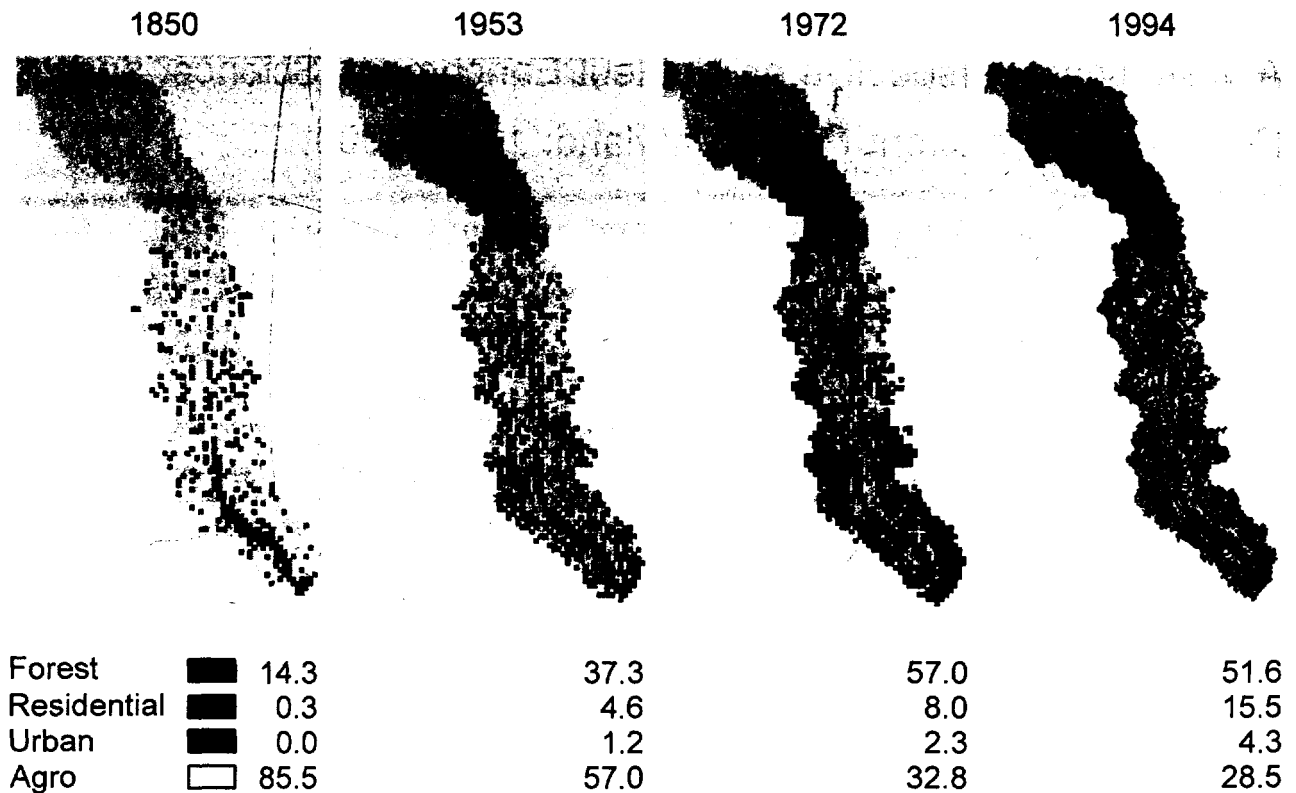 1850 1953 1972 1994
Forest 14.3 37.3 57.0 51.6
Residential 0.3 4.6 8.0 15.5
Urban 0.0 1.2 2.3 4.3
Agro 85.5 57.0 32.8 28.5